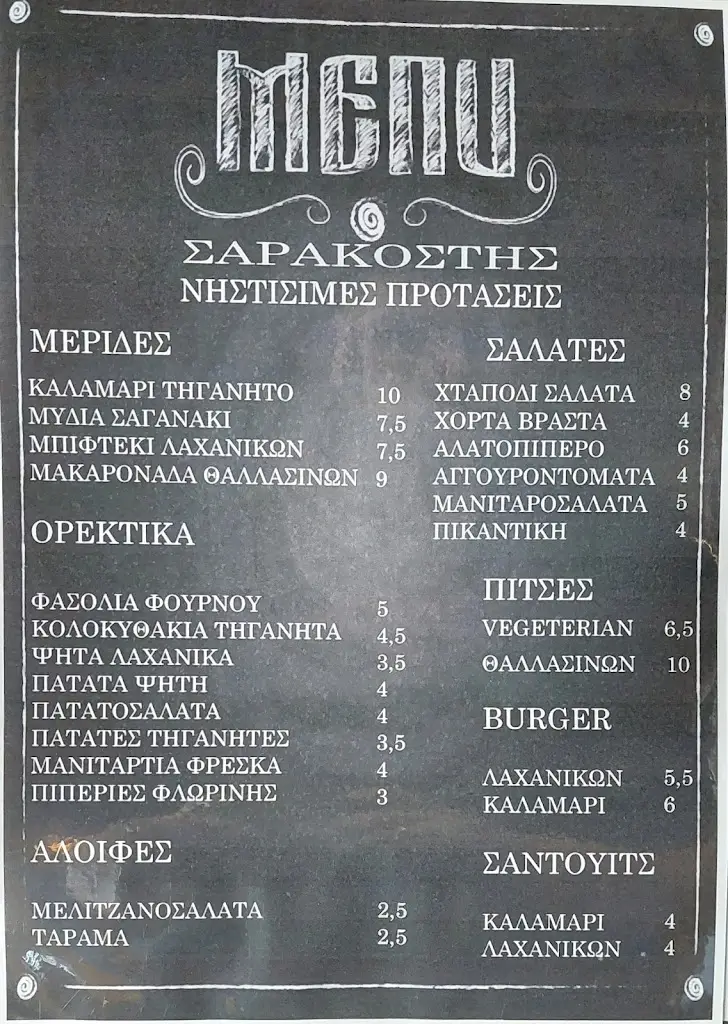 MENU
ΣΑΡΑΚΟΣΤΗΣ
ΝΗΣΤΙΣΙΜΕΣ ΠΡΟΤΑΣΕΙΣ
ΜΕΡΙΔΕΣ
ΚΑΛΑΜΑΡΙ ΤΗΓΑΝΗΤΟ 10
ΜΥΔΙΑ ΣΑΓΑΝΑΚΙ 7,5
ΜΠΙΦΤΕΚΙ ΛΑΧΑΝΙΚΩΝ 7,5
ΜΑΚΑΡΟΝΑΔΑ ΘΑΛΛΑΣΙΝΩΝ 9
ΟΡΕΚΤΙΚΑ
ΦΑΣΟΛΙΑ ΦΟΥΡΝΟΥ 5
ΚΟΛΟΚΥΘΑΚΙΑ ΤΗΓΑΝΗΤΑ 4,5
ΨΗΤΑ ΛΑΧΑΝΙΚΑ 3,5
ΠΑΤΑΤΑ ΨΗΤΗ 4
ΠΑΤΑΤΟΣΑΛΑΤΑ 4
ΠΑΤΑΤΕΣ ΤΗΓΑΝΗΤΕΣ 3,5
ΜΑΝΙΤΑΡΤΙΑ ΦΡΕΣΚΑ 4
ΠΙΠΕΡΙΕΣ ΦΛΩΡΙΝΗΣ 3
ΑΛΟΙΦΕΣ
ΜΕΛΙΤΖΑΝΟΣΑΛΑΤΑ 2,5
ΤΑΡΑΜΑ 2,5
ΣΑΛΑΤΕΣ
ΧΤΑΠΟΔΙ ΣΑΛΑΤΑ 8
ΧΟΡΤΑ ΒΡΑΣΤΑ 4
ΑΛΑΤΟΠΙΠΕΡΟ 6
ΑΓΓΟΥΡΟΝΤΟΜΑΤΑ 4
ΜΑΝΙΤΑΡΟΣΑΛΑΤΑ 5
ΠΙΚΑΝΤΙΚΗ 4
ΠΙΤΣΕΣ
VEGETERIAN 6,5
ΘΑΛΛΑΣΙΝΩΝ 10
BURGER
ΛΑΧΑΝΙΚΩΝ 5,5
ΚΑΛΑΜΑΡΙ 6
ΣΑΝΤΟΥΙΤΣ
ΚΑΛΑΜΑΡΙ 4
ΛΑΧΑΝΙΚΩΝ 4